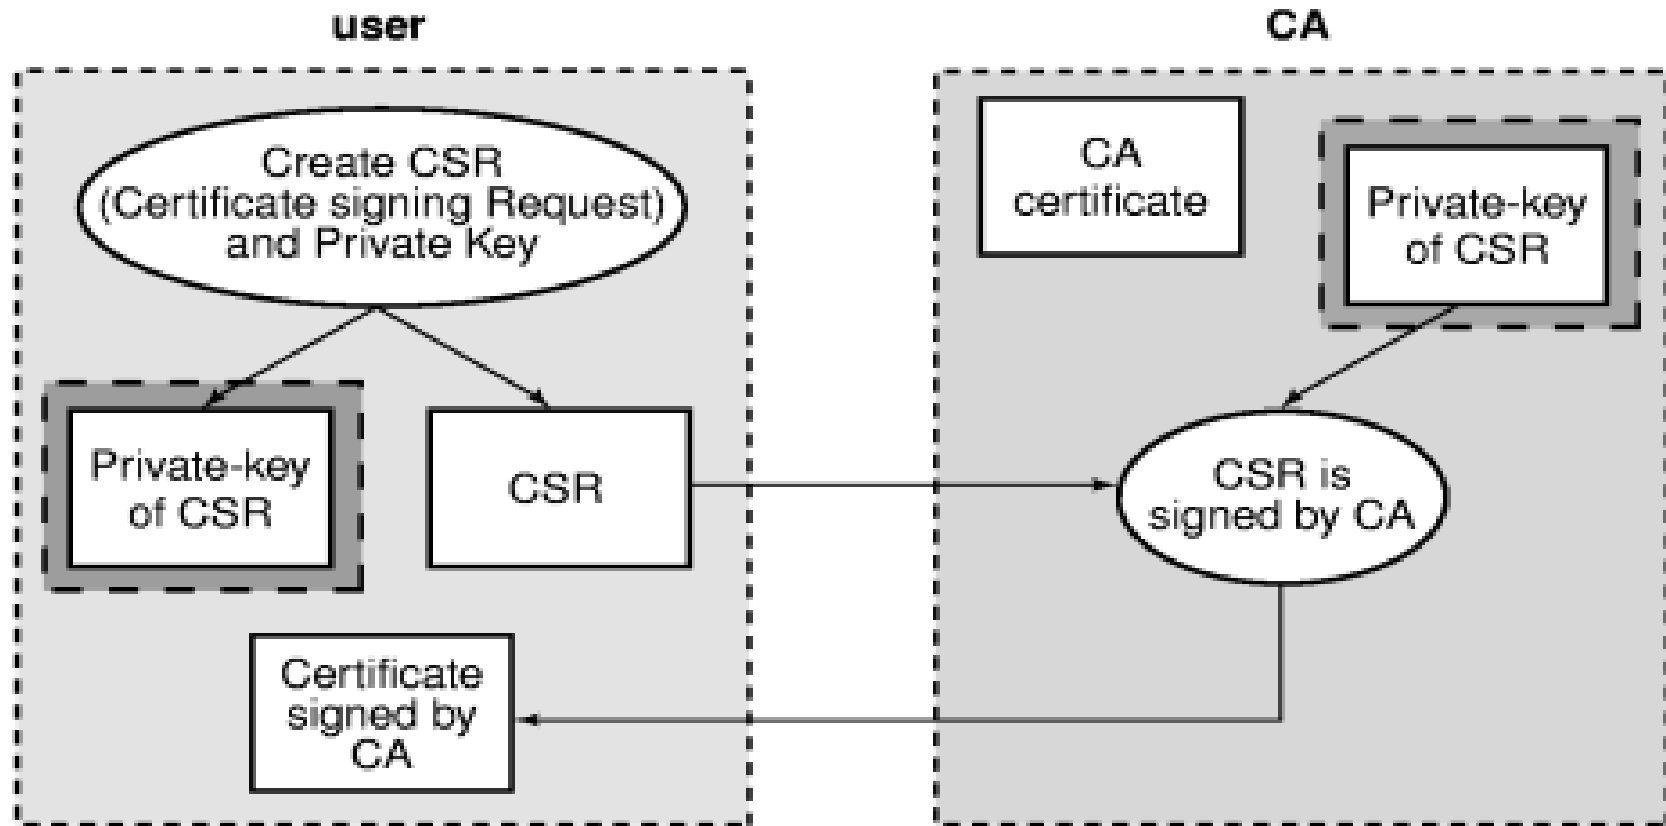 user
Create CSR
(Certificate signing Request)
and Private Key
Private-key
of CSR
CSR
Certificate
signed by
CA
CA
CA
certificate
Private-key
of CSR
CSR is
signed by CA